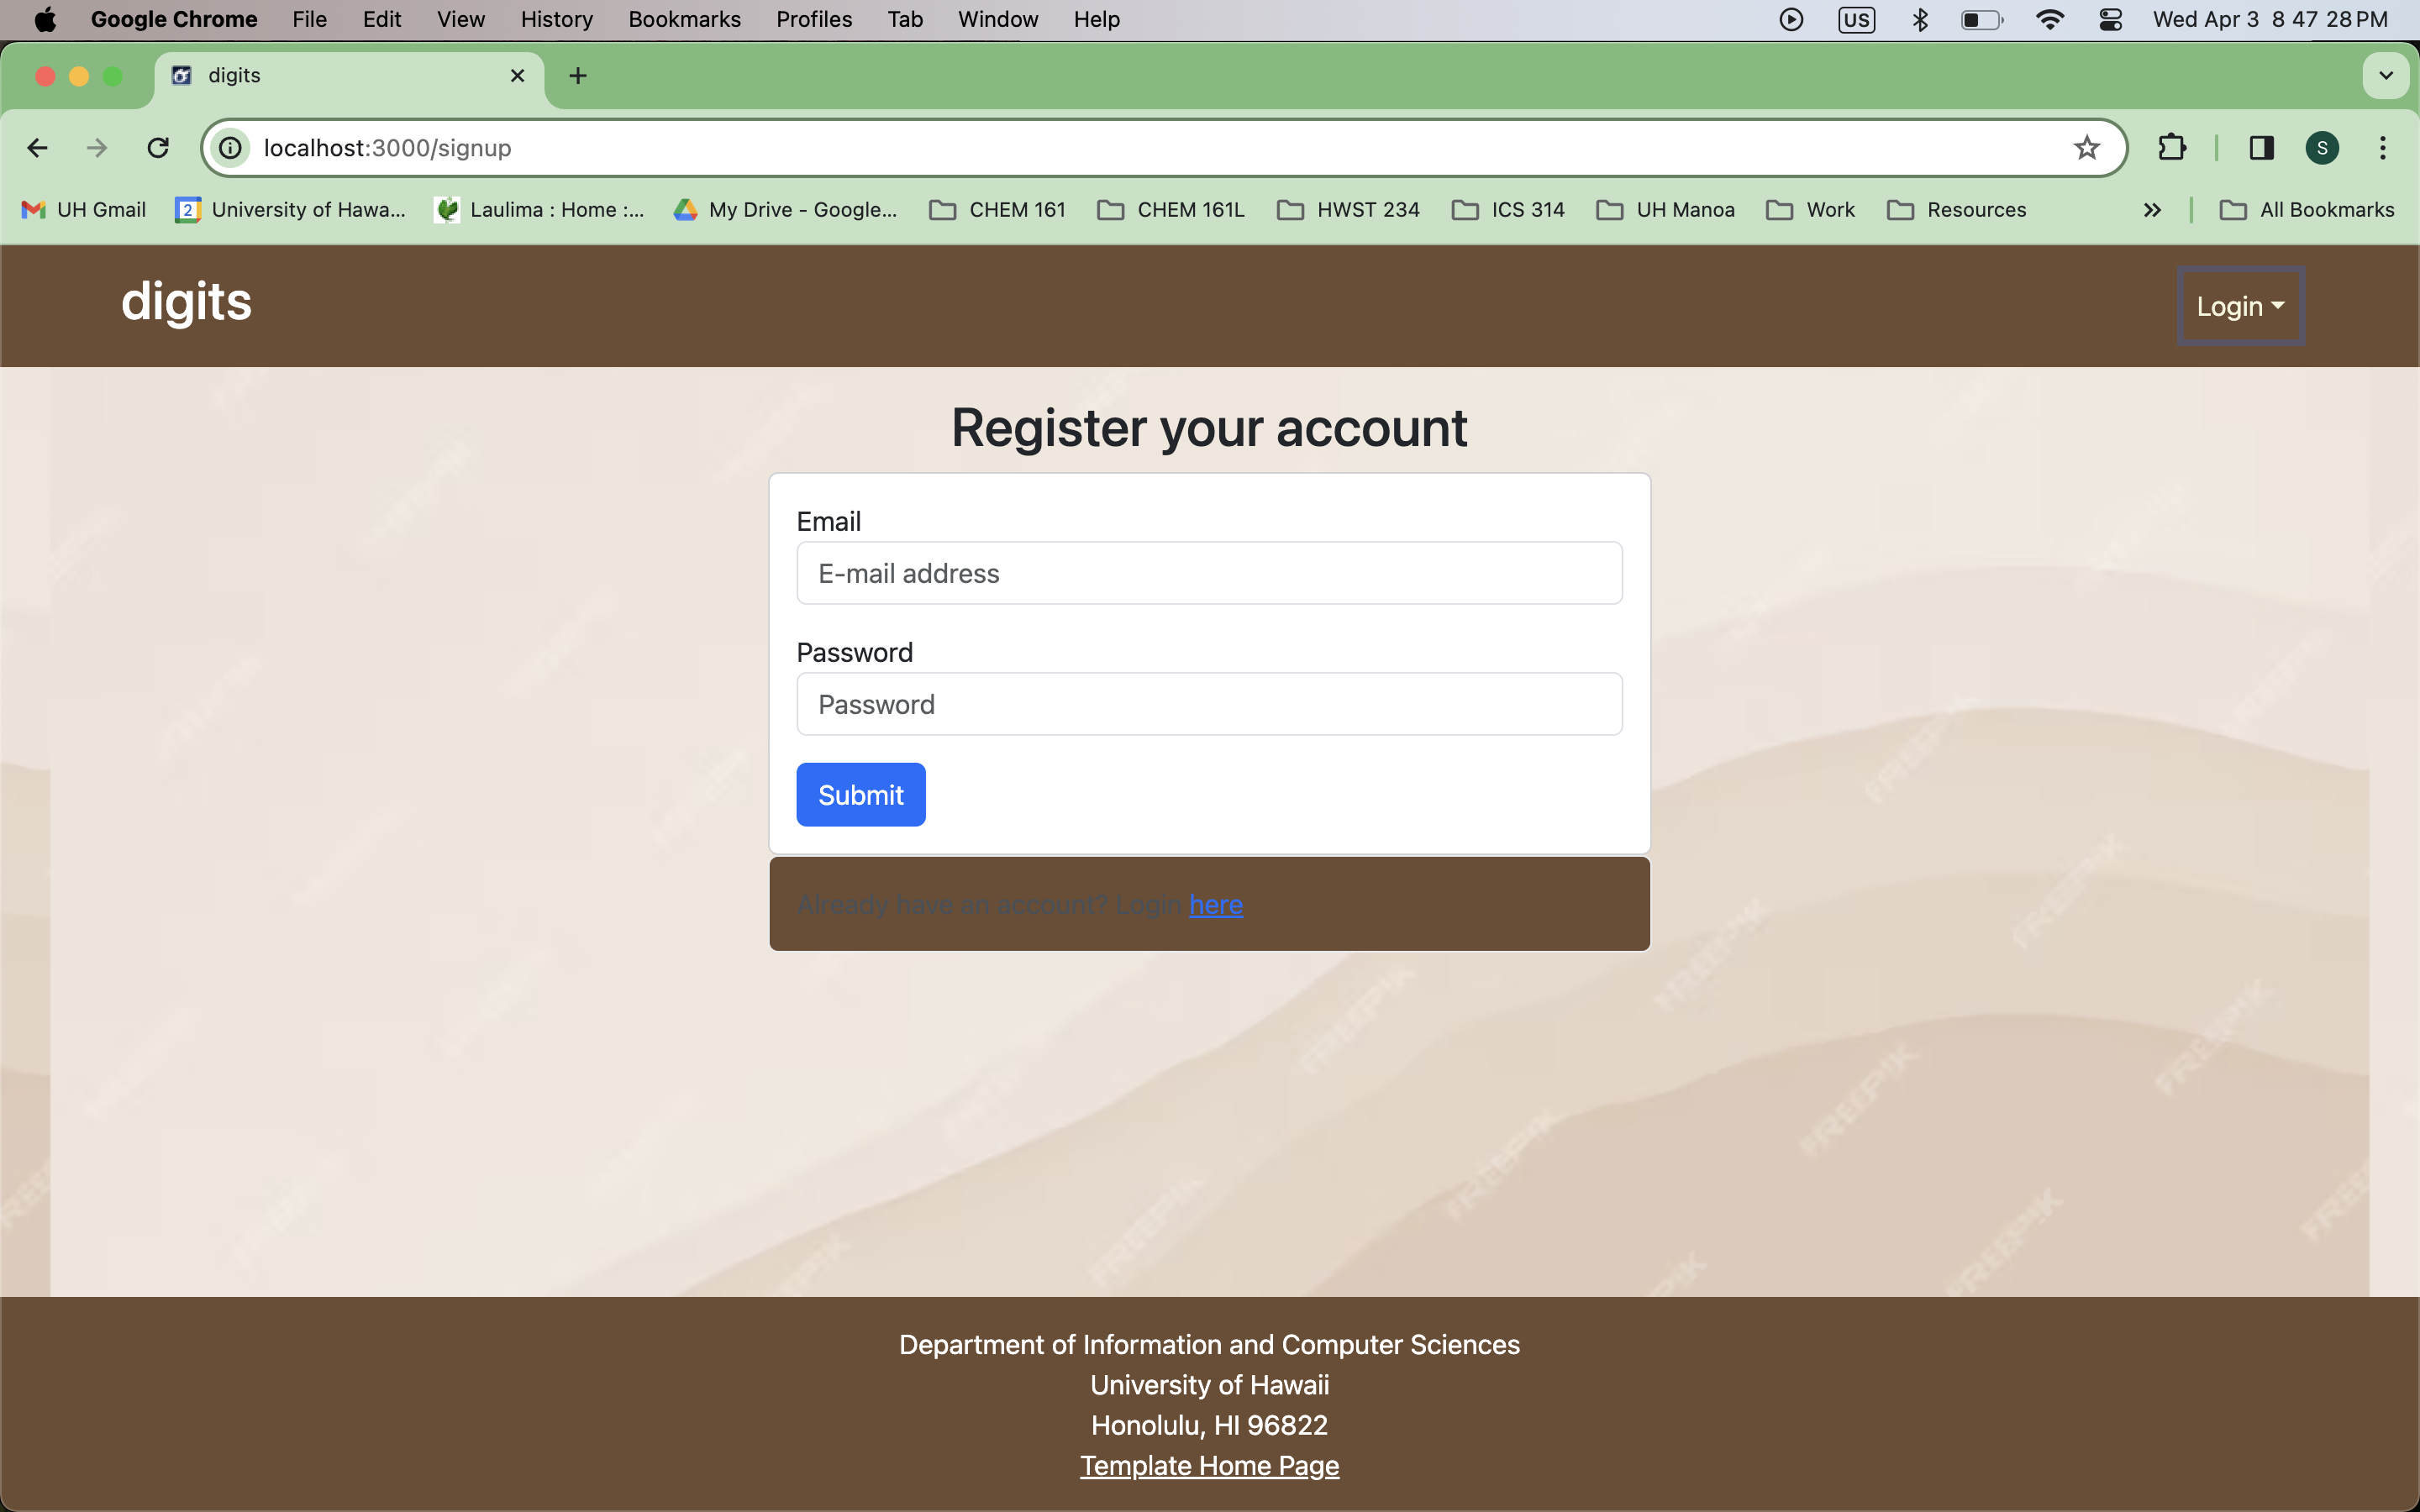 Google Chrome File Edit View History Bookmarks Profiles Tab Window Help US Wed Apr 3 8 47 28 PM
digits
localhost:3000/signup S
UH Gmail 2 University of Hawa... Laulima : Home :... My Drive - Google... CHEM 161 CHEM 161L HWST 234 ICS 314 UH Manoa Work Resources » All Bookmarks
digits Login
Register your account
Email
E-mail address
Password
Password
Submit
Already have an account? Login here
FREEPIK
Department of Information and Computer Sciences
University of Hawaii
Honolulu, HI 96822
Template Home Page